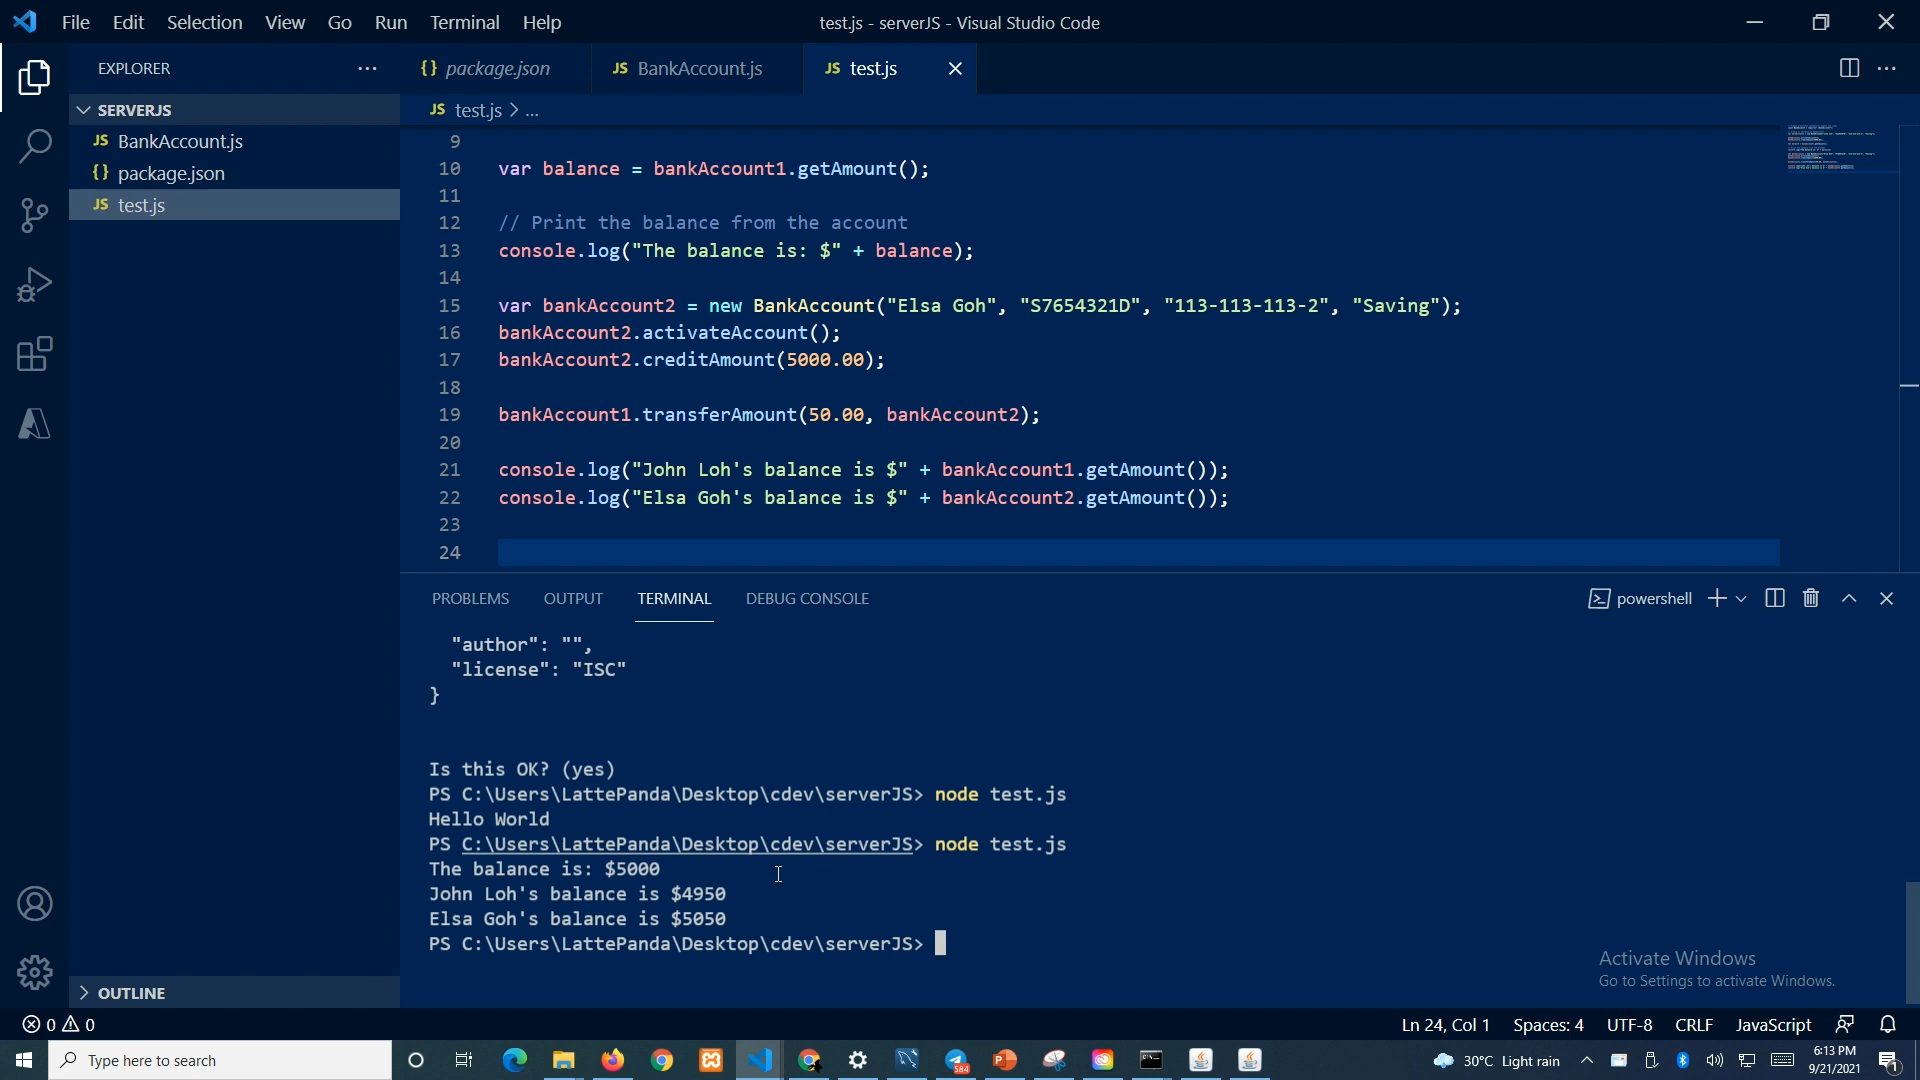 File Edit Selection View Go Run Terminal Help
test.js - serverJS - Visual Studio Code
EXPLORER
{} package.json
JS BankAccount.js
JS test.js
SERVERJS
JS BankAccount.js
{} package.json
JS test.js
JS test.js > ...
9
10 var balance = bankAccount1.getAmount();
11
12 // Print the balance from the account
13 console.log("The balance is: $" + balance);
14
15 var bankAccount2 = new BankAccount("Elsa Goh", "S7654321D", "113-113-113-2", "Saving");
16 bankAccount2.activateAccount();
17 bankAccount2.creditAmount(5000.00);
18
19 bankAccount1.transferAmount(50.00, bankAccount2);
20
21 console.log("John Loh's balance is $" + bankAccount1.getAmount());
22 console.log("Elsa Goh's balance is $" + bankAccount2.getAmount());
23
24
PROBLEMS OUTPUT TERMINAL DEBUG CONSOLE
powershell
"author": "",
"license": "ISC"
}
Is this OK? (yes)
PS C:\Users\LattePanda\Desktop\cdev\serverJS> node test.js
Hello World
PS C:\Users\LattePanda\Desktop\cdev\serverJS> node test.js
The balance is: $5000
John Loh's balance is $4950
Elsa Goh's balance is $5050
PS C:\Users\LattePanda\Desktop\cdev\serverJS>
Activate Windows
Go to Settings to activate Windows.
OUTLINE
0 0
Ln 24, Col 1 Spaces: 4 UTF-8 CRLF JavaScript
Type here to search
584
30°C Light rain
6:13 PM
9/21/2021
1